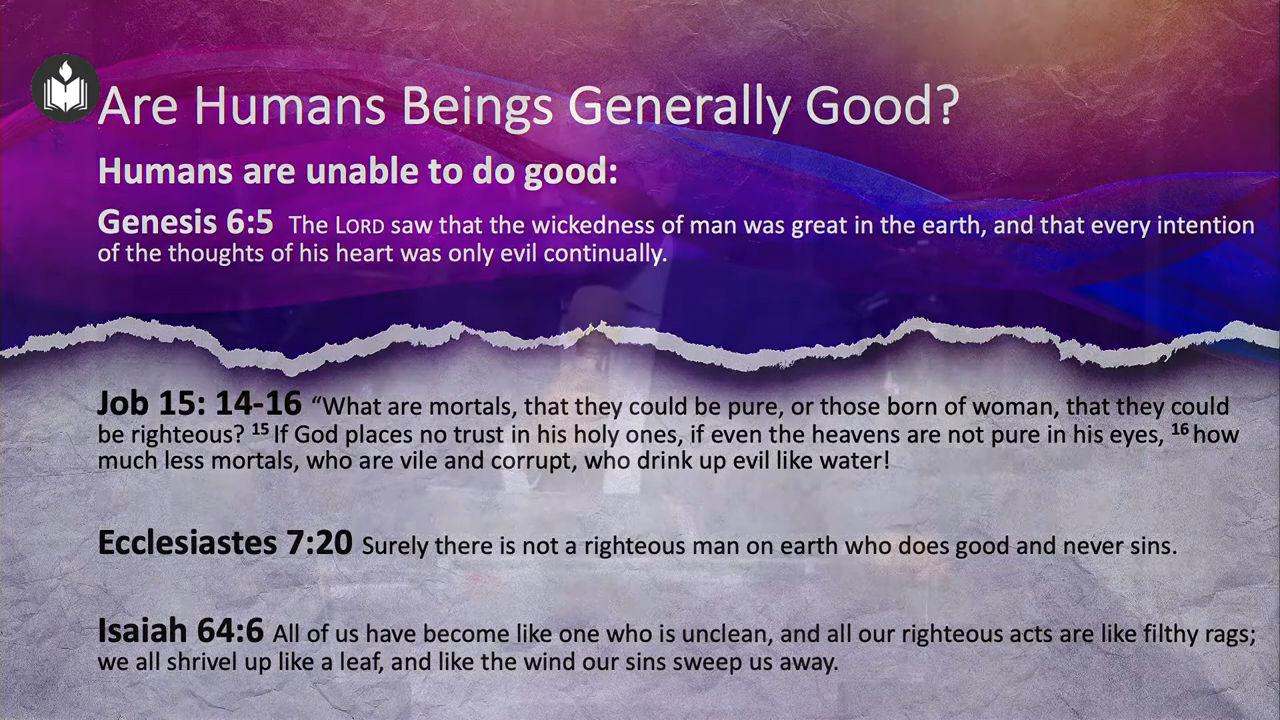 Are Humans Beings Generally Good?
Humans are unable to do good:
Genesis 6:5 The LORD saw that the wickedness of man was great in the earth, and that every intention
of the thoughts of his heart was only evil continually.
Job 15: 14-16 “What are mortals, that they could be pure, or those born of woman, that they could
be righteous? 15 If God places no trust in his holy ones, if even the heavens are not pure in his eyes, 16 how
much less mortals, who are vile and corrupt, who drink up evil like water!
Ecclesiastes 7:20 Surely there is not a righteous man on earth who does good and never sins.
Isaiah 64:6 All of us have become like one who is unclean, and all our righteous acts are like filthy rags;
we all shrivel up like a leaf, and like the wind our sins sweep us away.